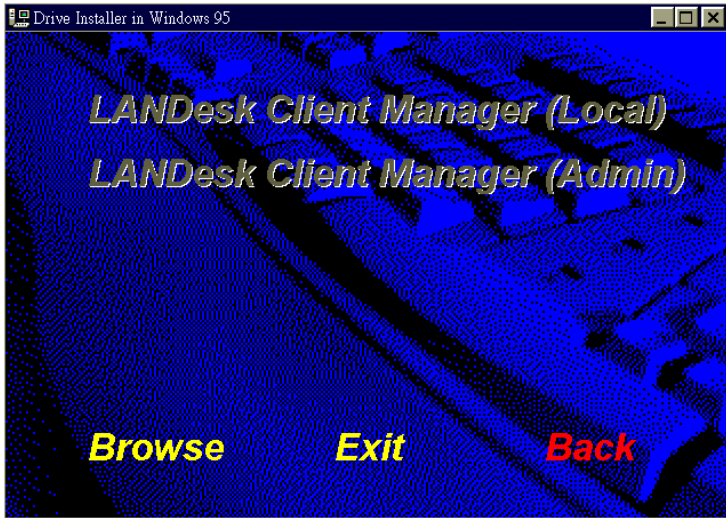 Drive Installer in Windows 95
LANDesk Client Manager (Local)
LANDesk Client Manager (Admin)
Browse Exit Back